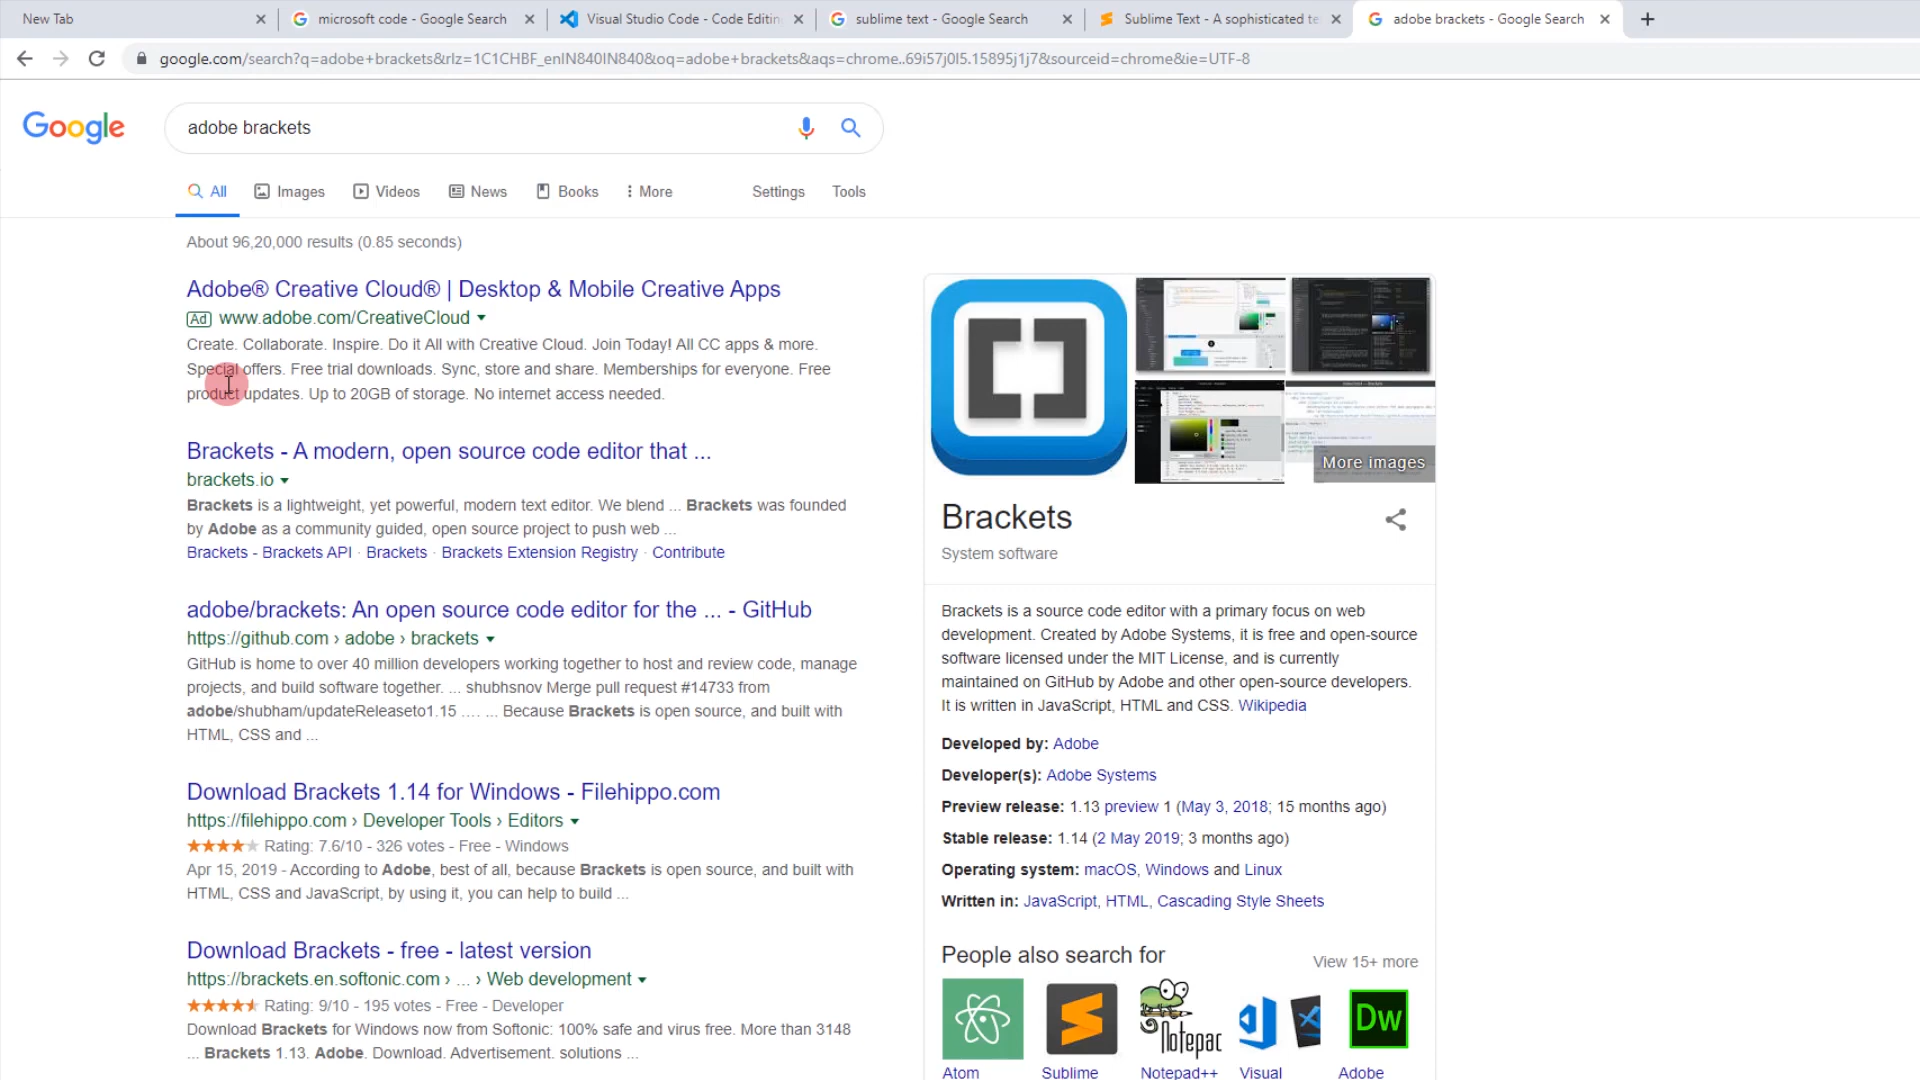 New Tab
microsoft code - Google Search
Visual Studio Code - Code Editin
sublime text - Google Search
Sublime Text - A sophisticated te
adobe brackets - Google Search
google.com/search?q=adobe+brackets&rlz=1C1CHBF_enIN840IN840&oq=adobe+brackets&aqs=chrome..69i57j0l5.15895j1j7&sourceid=chrome&ie=UTF-8
Google
adobe brackets
All Images Videos News Books More Settings Tools
About 96,20,000 results (0.85 seconds)
Adobe® Creative Cloud® | Desktop & Mobile Creative Apps
Ad www.adobe.com/CreativeCloud
Create. Collaborate. Inspire. Do it All with Creative Cloud. Join Today! All CC apps & more.
Special offers. Free trial downloads. Sync, store and share. Memberships for everyone. Free
product updates. Up to 20GB of storage. No internet access needed.
Brackets - A modern, open source code editor that ...
brackets.io
Brackets is a lightweight, yet powerful, modern text editor. We blend ... Brackets was founded
by Adobe as a community guided, open source project to push web ...
Brackets - Brackets API · Brackets · Brackets Extension Registry · Contribute
adobe/brackets: An open source code editor for the ... - GitHub
https://github.com › adobe › brackets
GitHub is home to over 40 million developers working together to host and review code, manage
projects, and build software together. ... shubhsnov Merge pull request #14733 from
adobe/shubham/updateReleaseto1.15 .... ... Because Brackets is open source, and built with
HTML, CSS and ...
Download Brackets 1.14 for Windows - Filehippo.com
https://filehippo.com › Developer Tools › Editors
Rating: 7.6/10 - 326 votes - Free - Windows
Apr 15, 2019 - According to Adobe, best of all, because Brackets is open source, and built with
HTML, CSS and JavaScript, by using it, you can help to build ...
Download Brackets - free - latest version
https://brackets.en.softonic.com › ... › Web development
Rating: 9/10 - 195 votes - Free - Developer
Download Brackets for Windows now from Softonic: 100% safe and virus free. More than 3148
... Brackets 1.13. Adobe. Download. Advertisement. solutions ...
More images
Brackets
System software
Brackets is a source code editor with a primary focus on web
development. Created by Adobe Systems, it is free and open-source
software licensed under the MIT License, and is currently
maintained on GitHub by Adobe and other open-source developers.
It is written in JavaScript, HTML and CSS. Wikipedia
Developed by: Adobe
Developer(s): Adobe Systems
Preview release: 1.13 preview 1 (May 3, 2018; 15 months ago)
Stable release: 1.14 (2 May 2019; 3 months ago)
Operating system: macOS, Windows and Linux
Written in: JavaScript, HTML, Cascading Style Sheets
People also search for
View 15+ more
Notepad
Dw
Atom Sublime Notepad++ Visual Adobe